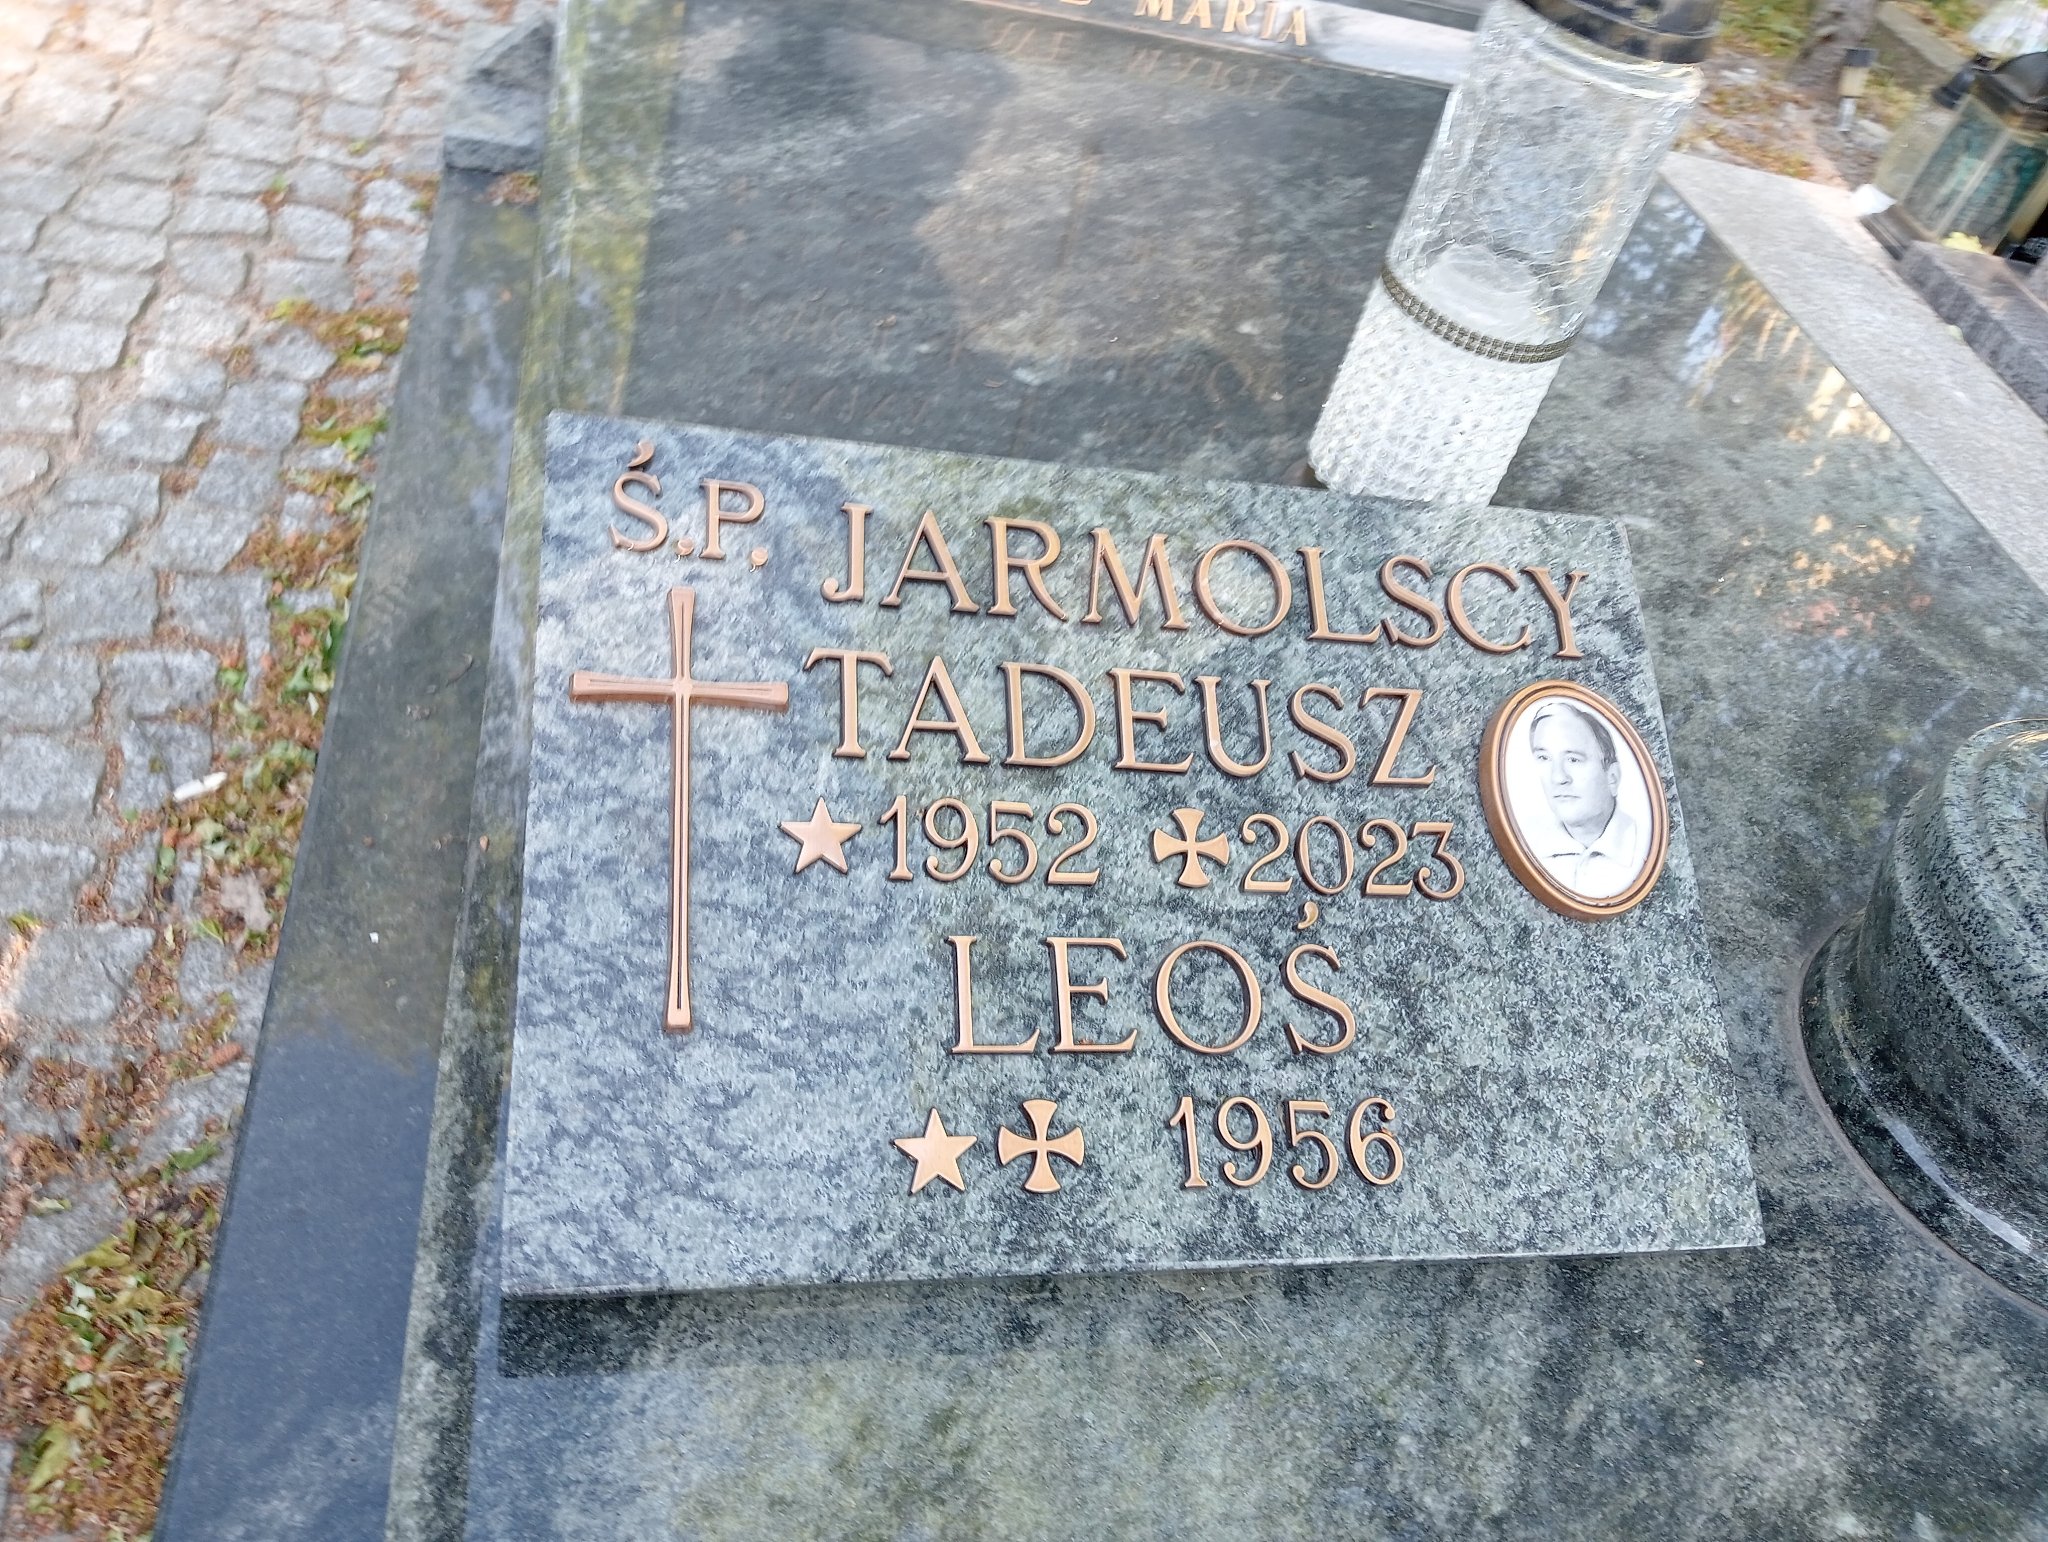 MARIA
Ś.P. JARMOLSCY
TADEUSZ
1952 2023
LEOŚ
1956